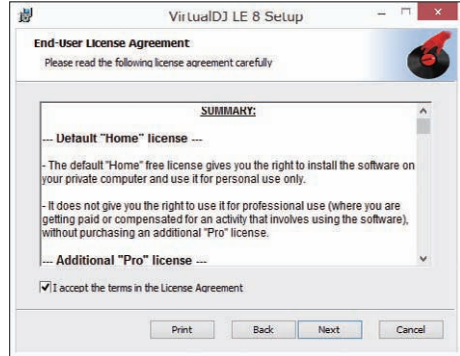 VirtualDJ LE 8 Setup
End-User License Agreement
Please read the following license agreement carefully
SUMMARY:
--- Default "Home" license ---
- The default "Home" free license gives you the right to install the software on
your private computer and use it for personal use only.
- It does not give you the right to use it for professional use (where you are
getting paid or compensated for an activity that involves using the software),
without purchasing an additional "Pro" license.
--- Additional "Pro" license ---
I accept the terms in the License Agreement
Print Back Next Cancel